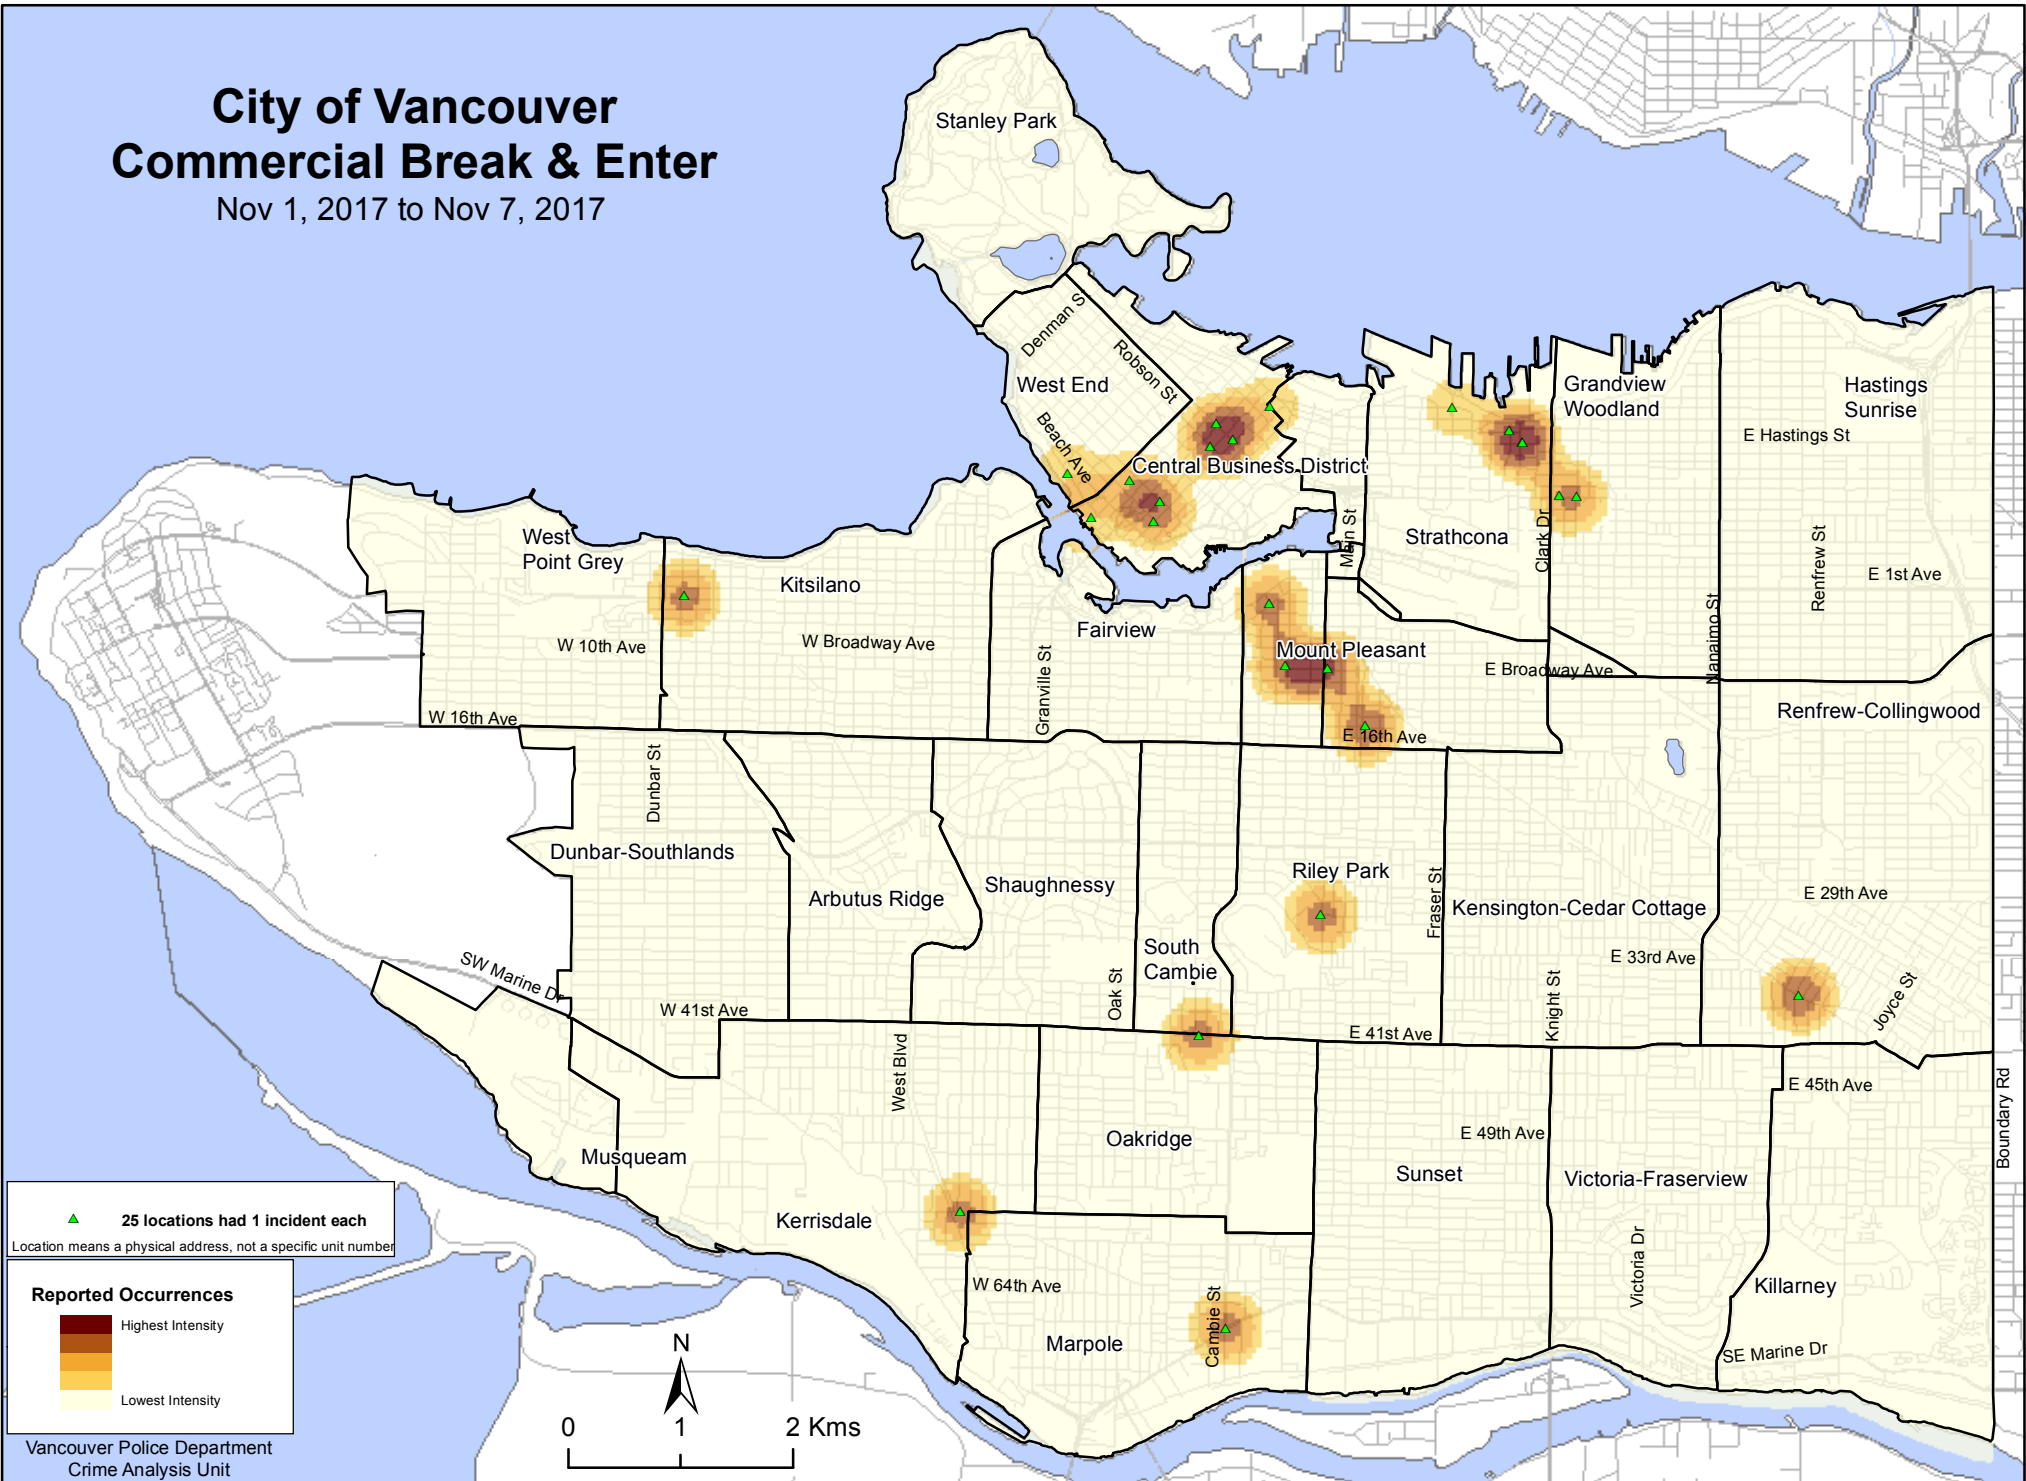 City of Vancouver
Commercial Break & Enter
Nov 1, 2017 to Nov 7, 2017
Stanley Park
Denman St
Robson St
West End
Beach Ave
Central Business District
Grandview
Woodland
Hastings
Sunrise
E Hastings St
Strathcona
Main St
Clark Dr
Renfrew St
E 1st Ave
Nanaimo St
West
Point Grey
Kitsilano
Fairview
W 10th Ave
W Broadway Ave
Granville St
Mount Pleasant
E Broadway Ave
W 16th Ave
E 16th Ave
Renfrew-Collingwood
Dunbar St
Dunbar-Southlands
Arbutus Ridge
Shaughnessy
Riley Park
Fraser St
Kensington-Cedar Cottage
E 29th Ave
South
Cambie
E 33rd Ave
SW Marine Dr
W 41st Ave
Oak St
E 41st Ave
Knight St
Joyce St
West Blvd
E 45th Ave
Boundary Rd
Musqueam
Oakridge
E 49th Ave
Sunset
Victoria-Fraserview
Kerrisdale
W 64th Ave
Marpole
Cambie St
Victoria Dr
Killarney
SE Marine Dr
25 locations had 1 incident each
Location means a physical address, not a specific unit number
Reported Occurrences
Highest Intensity
Lowest Intensity
Vancouver Police Department
Crime Analysis Unit
N
0 1 2 Kms